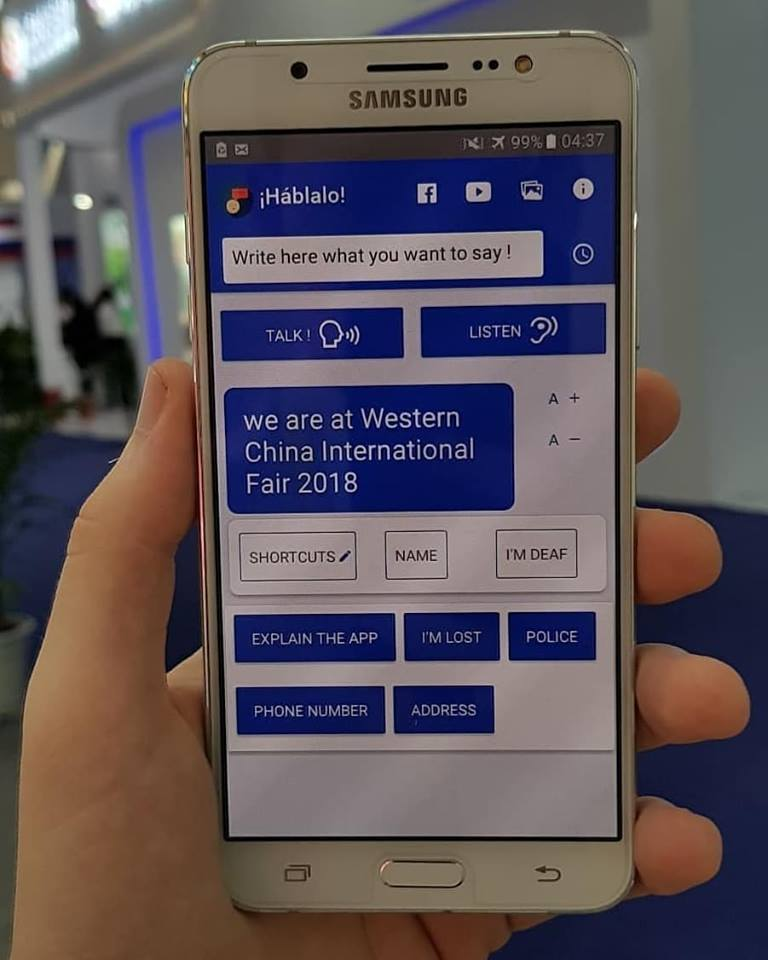 SAMSUNG
99% 04:37
¡Háblalo!
Write here what you want to say !
TALK !
LISTEN
A +
A −
we are at Western
China International
Fair 2018
SHORTCUTS
NAME
I'M DEAF
EXPLAIN THE APP
I'M LOST
POLICE
PHONE NUMBER
ADDRESS